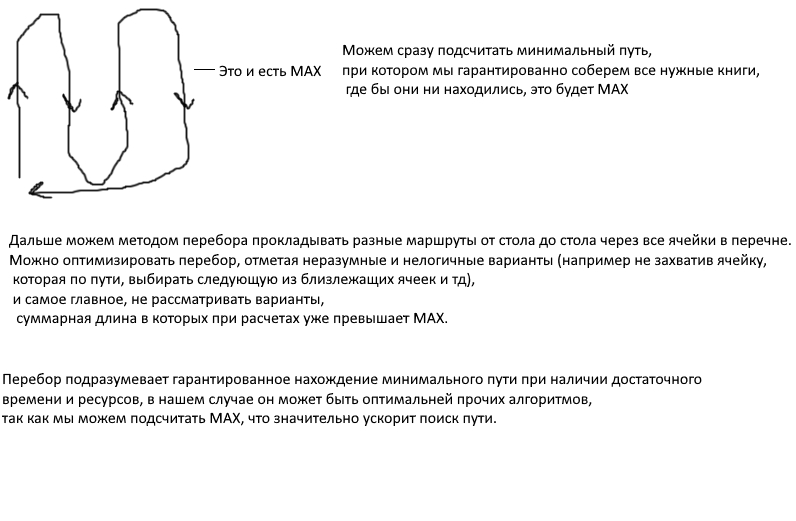 Это и есть MAX
Можем сразу подсчитать минимальный путь,
при котором мы гарантированно соберем все нужные книги,
где бы они ни находились, это будет MAX
Дальше можем методом перебора прокладывать разные маршруты от стола до стола через все ячейки в перечне.
Можно оптимизировать перебор, отметая неразумные и нелогичные варианты (например не захватив ячейку,
которая по пути, выбирать следующую из близлежащих ячеек и тд),
и самое главное, не рассматривать варианты,
суммарная длина в которых при расчетах уже превышает MAX.
Перебор подразумевает гарантированное нахождение минимального пути при наличии достаточного
времени и ресурсов, в нашем случае он может быть оптимальней прочих алгоритмов,
так как мы можем подсчитать MAX, что значительно ускорит поиск пути.